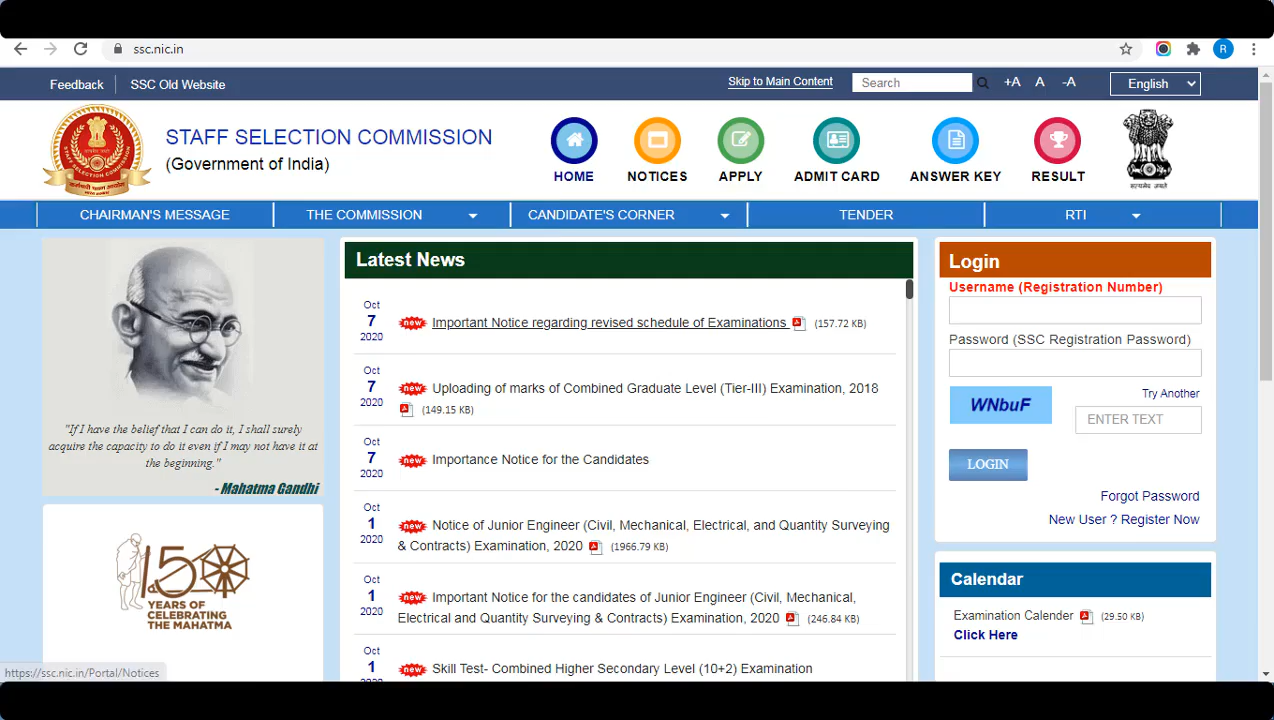 ssc.nic.in
R
Feedback
SSC Old Website
Skip to Main Content
Search
+A A -A
English
STAFF SELECTION COMMISSION
(Government of India)
HOME
NOTICES
APPLY
ADMIT CARD
ANSWER KEY
RESULT
CHAIRMAN'S MESSAGE
THE COMMISSION
CANDIDATE'S CORNER
TENDER
RTI
"If I have the belief that I can do it, I shall surely
acquire the capacity to do it even if I may not have it at
the beginning."
- Mahatma Gandhi
150
YEARS OF
CELEBRATING
THE MAHATMA
Latest News
Oct
7
2020
new Important Notice regarding revised schedule of Examinations (157.72 KB)
Oct
7
2020
new Uploading of marks of Combined Graduate Level (Tier-III) Examination, 2018
(149.15 KB)
Oct
7
2020
new Importance Notice for the Candidates
Oct
1
2020
new Notice of Junior Engineer (Civil, Mechanical, Electrical, and Quantity Surveying
& Contracts) Examination, 2020 (1966.79 KB)
Oct
1
2020
new Important Notice for the candidates of Junior Engineer (Civil, Mechanical,
Electrical and Quantity Surveying & Contracts) Examination, 2020 (246.84 KB)
Oct
1
new Skill Test- Combined Higher Secondary Level (10+2) Examination
Login
Username (Registration Number)
Password (SSC Registration Password)
WNbuF
Try Another
ENTER TEXT
LOGIN
Forgot Password
New User ? Register Now
Calendar
Examination Calender (29.50 KB)
Click Here
https://ssc.nic.in/Portal/Notices